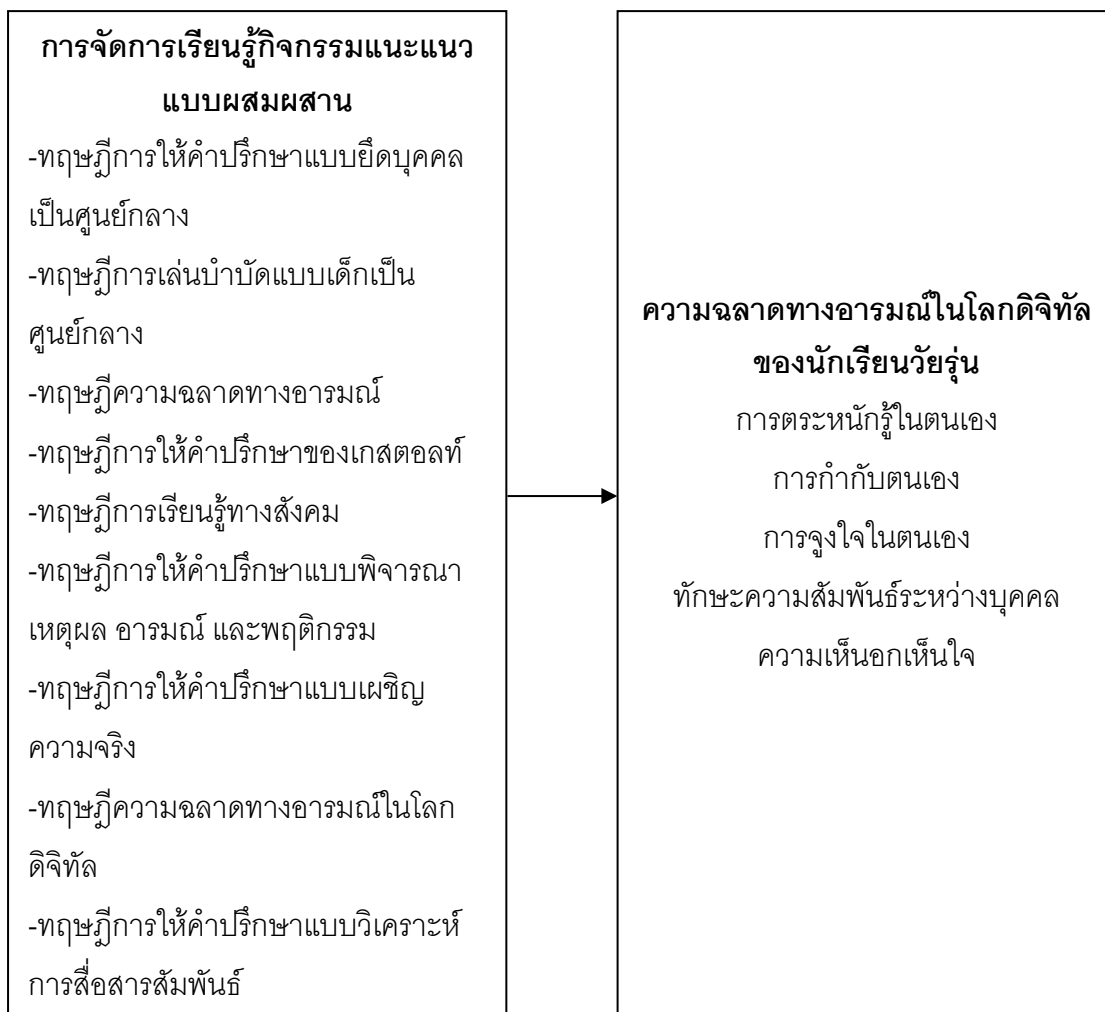 การจัดการเรียนรู้กิจกรรมแนะแนว
แบบผสมผสาน
-ทฤษฎีการให้คำปรึกษาแบบยึดบุคคล
เป็นศูนย์กลาง
-ทฤษฎีการเล่นบำบัดแบบเด็กเป็น
ศูนย์กลาง
-ทฤษฎีความฉลาดทางอารมณ์
-ทฤษฎีการให้คำปรึกษาของเกสตอลท์
-ทฤษฎีการเรียนรู้ทางสังคม
-ทฤษฎีการให้คำปรึกษาแบบพิจารณา
เหตุผล อารมณ์ และพฤติกรรม
-ทฤษฎีการให้คำปรึกษาแบบเผชิญ
ความจริง
-ทฤษฎีความฉลาดทางอารมณ์ในโลก
ดิจิทัล
-ทฤษฎีการให้คำปรึกษาแบบวิเคราะห์
การสื่อสารสัมพันธ์
ความฉลาดทางอารมณ์ในโลกดิจิทัล
ของนักเรียนวัยรุ่น
การตระหนักรู้ในตนเอง
การกำกับตนเอง
การจูงใจในตนเอง
ทักษะความสัมพันธ์ระหว่างบุคคล
ความเห็นอกเห็นใจ